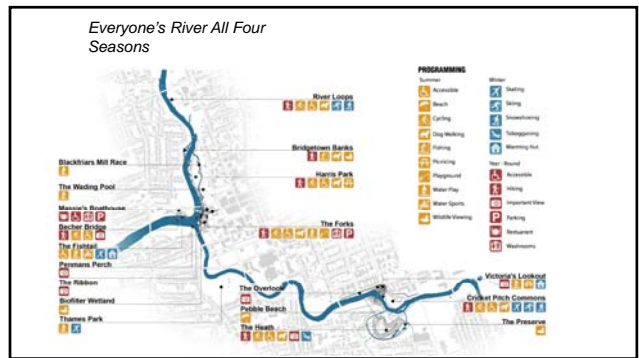 Everyone's River All Four
Seasons
River Loops
Bridgetown Banks
Harris Park
Blackfriars Mill Race
The Wading Pool
Massie's Boathouse
Becher Bridge
The Fishtail
Penmans Perch
The Ribbon
Biofilter Wetland
Thames Park
The Forks
The Overlook
Pebble Beach
The Heath
Victoria's Lookout
Cricket Pitch Commons
The Preserve
PROGRAMMING
Summer
Accessible
Beach
Cycling
Dog Walking
Fishing
Picnicing
Playground
Water Play
Water Sports
Wildlife Viewing
Winter
Skating
Skiing
Snowshoeing
Tobogganing
Warming Hut
Year - Round
Accessible
Hiking
Important View
Parking
Restaurant
Washrooms